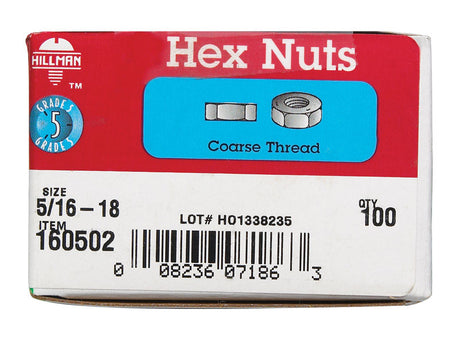 HILLMAN
TM
Hex Nuts
GRADE 5
5
GRADE 5
Coarse Thread
SIZE
5/16-18
ITEM
160502
LOT# HO1338235
QTY
100
0 08236 07186 3